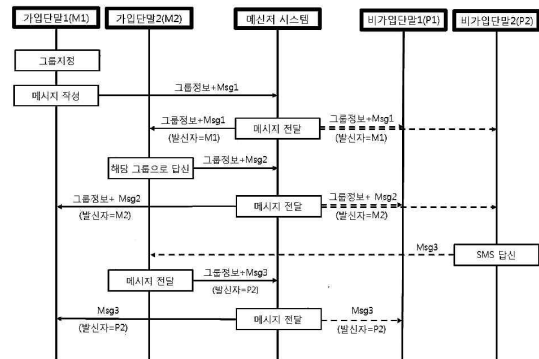 가입단말1(M1) 가입단말2(M2) 메신저 시스템 비가입단말1(P1) 비가입단말2(P2)
그룹지정
메시지 작성 그룹정보+Msg1
그룹정보+Msg1 메시지 전달 그룹정보+Msg1
(발신자=M1) (발신자=M1)
해당 그룹으로 답신 그룹정보+Msg2
그룹정보+ Msg2 메시지 전달 그룹정보+ Msg2
(발신자=M2) (발신자=M2)
Msg3 SMS 답신
메시지 전달 그룹정보+Msg3
(발신자=P2)
Msg3 메시지 전달 Msg3
(발신자=P2) (발신자=P2)